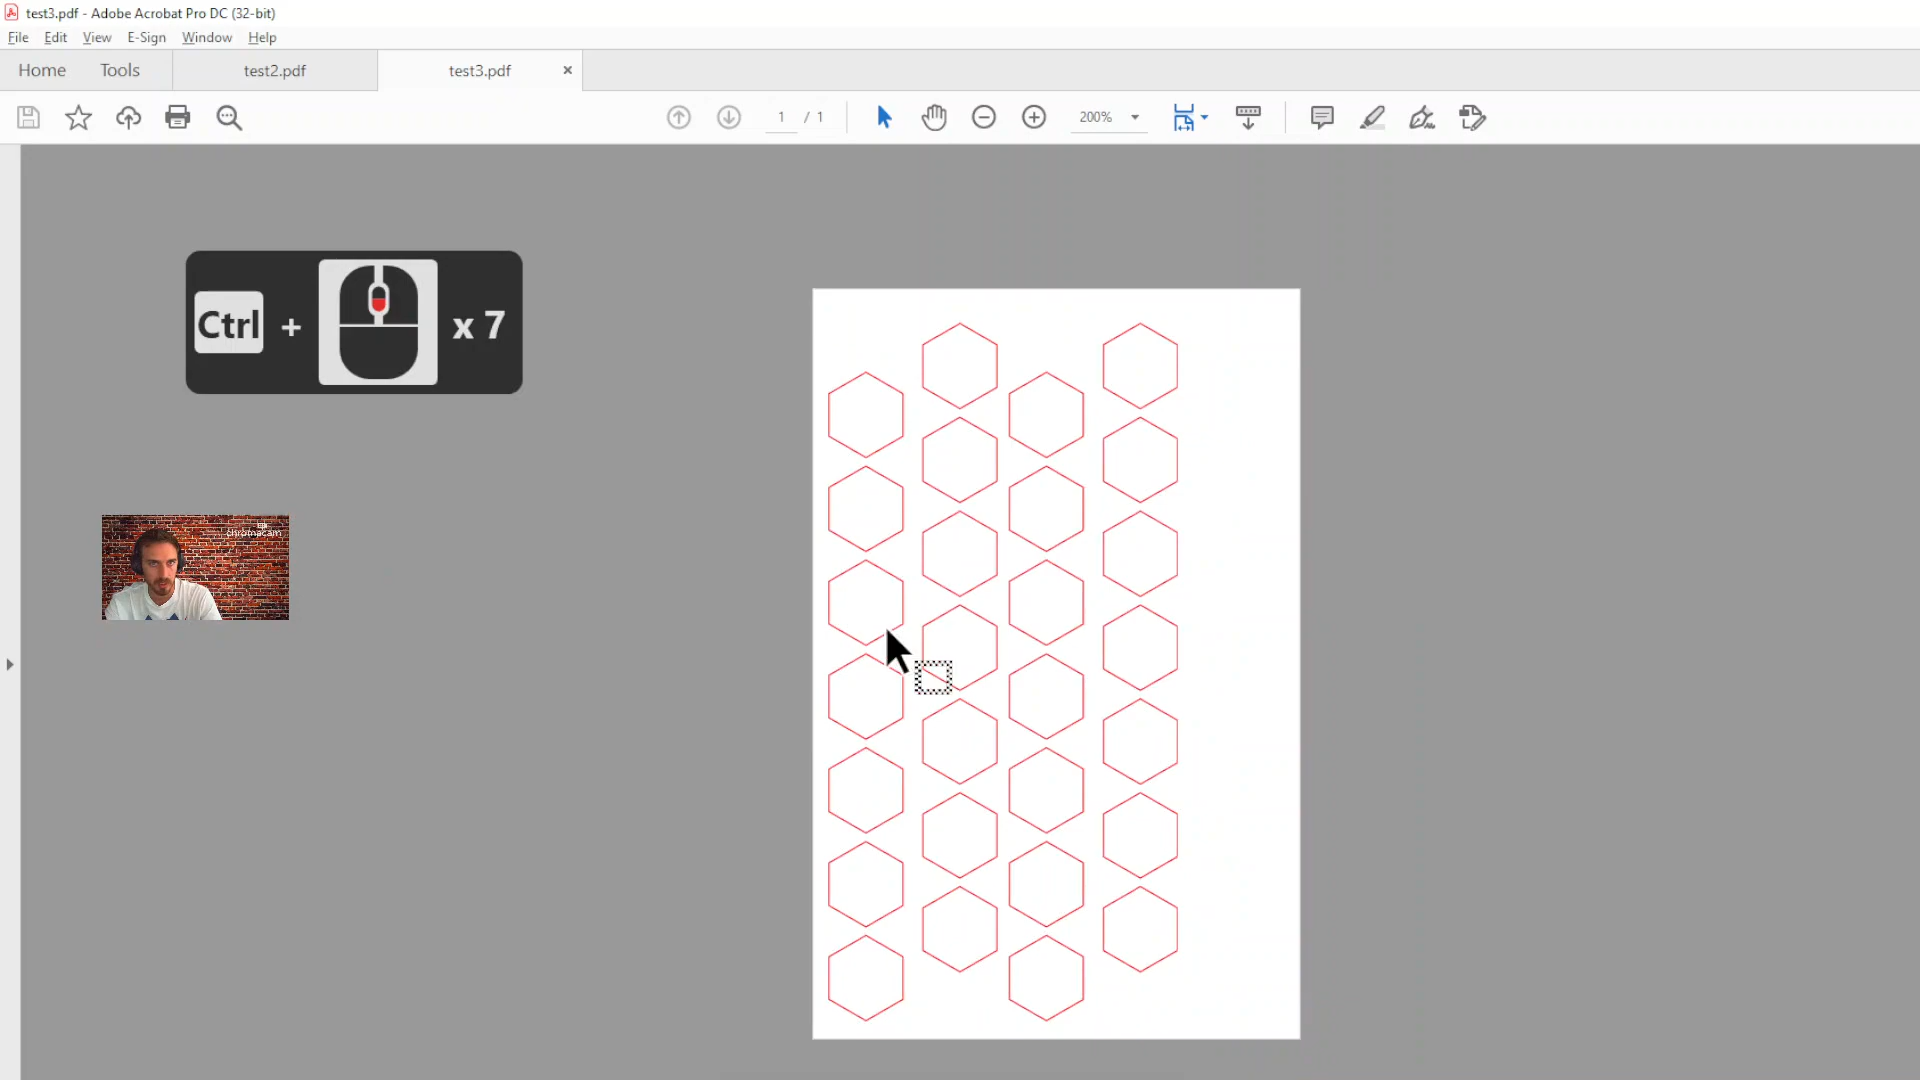 test3.pdf - Adobe Acrobat Pro DC (32-bit)
File Edit View E-Sign Window Help
Home Tools test2.pdf test3.pdf
1 / 1 200%
Ctrl + x 7
chromacam